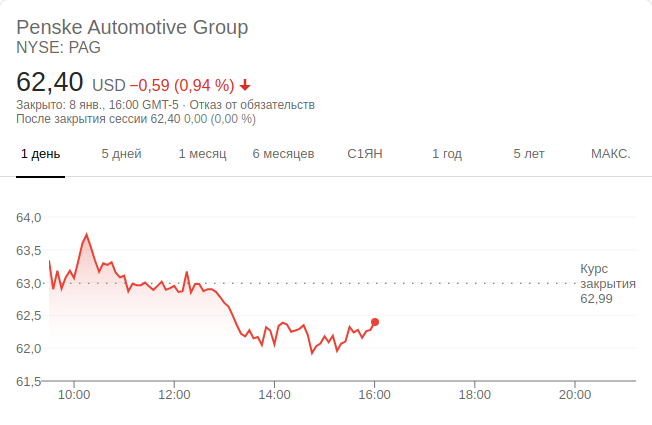 Penske Automotive Group
NYSE: PAG
62,40 USD −0,59 (0,94 %)
Закрыто: 8 янв., 16:00 GMT-5 · Отказ от обязательств
После закрытия сессии 62,40 0,00 (0,00 %)
1 день 5 дней 1 месяц 6 месяцев С1ЯН 1 год 5 лет МАКС.
64,0
63,5
63,0
62,5
62,0
61,5
Курс
закрытия
62,99
10:00 12:00 14:00 16:00 18:00 20:00